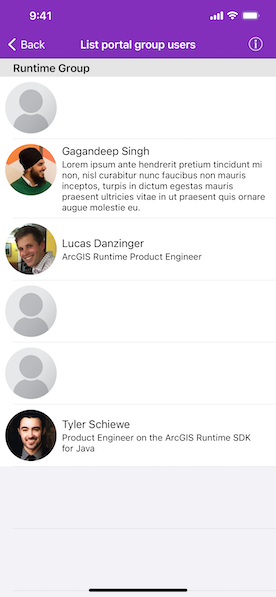 9:41
Back
List portal group users
Runtime Group
Gagandeep Singh
Lorem ipsum ante hendrerit pretium tincidunt mi
non, nisl curabitur nunc faucibus non mauris
inceptos, turpis in dictum egestas mauris
praesent ultricies vitae in ut praesent quis ornare
augue molestie eu.
Lucas Danzinger
ArcGIS Runtime Product Engineer
Tyler Schiewe
Product Engineer on the ArcGIS Runtime SDK
for Java